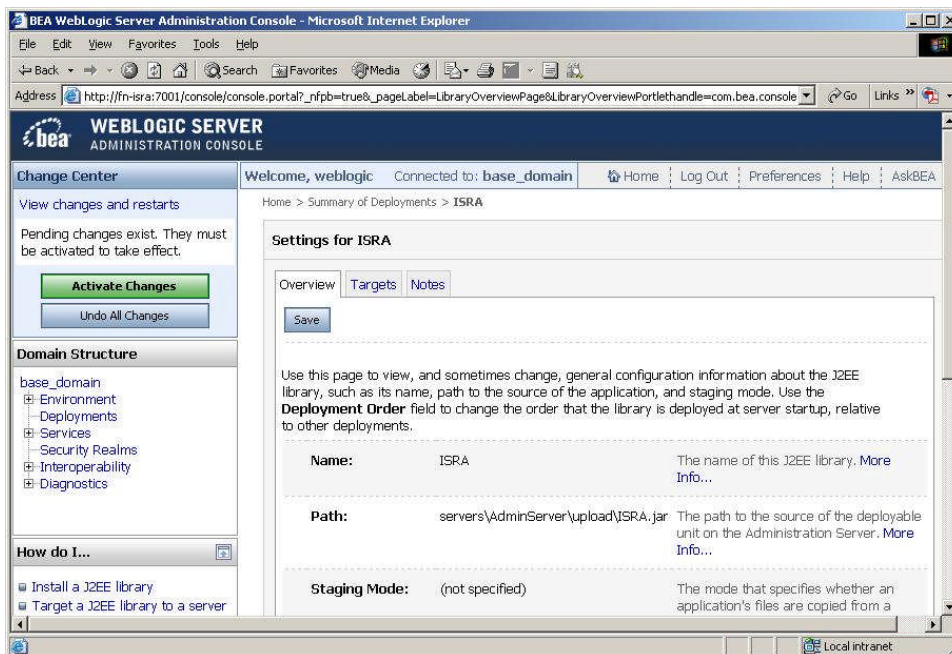 BEA WebLogic Server Administration Console - Microsoft Internet Explorer
File Edit View Favorites Tools Help
Back Search Favorites Media
Address http://fn-isra:7001/console/console.portal?_nfpb=true&_pageLabel=LibraryOverviewPage&LibraryOverviewPortlethandle=com.bea.console Go Links »
bea WEBLOGIC SERVER
ADMINISTRATION CONSOLE
Change Center
View changes and restarts
Pending changes exist. They must
be activated to take effect.
Activate Changes
Undo All Changes
Domain Structure
base_domain
Environment
Deployments
Services
Security Realms
Interoperability
Diagnostics
How do I...
Install a J2EE library
Target a J2EE library to a server
Welcome, weblogic Connected to: base_domain Home Log Out Preferences Help AskBEA
Home > Summary of Deployments > ISRA
Settings for ISRA
Overview Targets Notes
Save
Use this page to view, and sometimes change, general configuration information about the J2EE
library, such as its name, path to the source of the application, and staging mode. Use the
Deployment Order field to change the order that the library is deployed at server startup, relative
to other deployments.
Name: ISRA The name of this J2EE library. More
Info...
Path: servers\AdminServer\upload\ISRA.jar The path to the source of the deployable
unit on the Administration Server. More
Info...
Staging Mode: (not specified) The mode that specifies whether an
application's files are copied from a
Local intranet